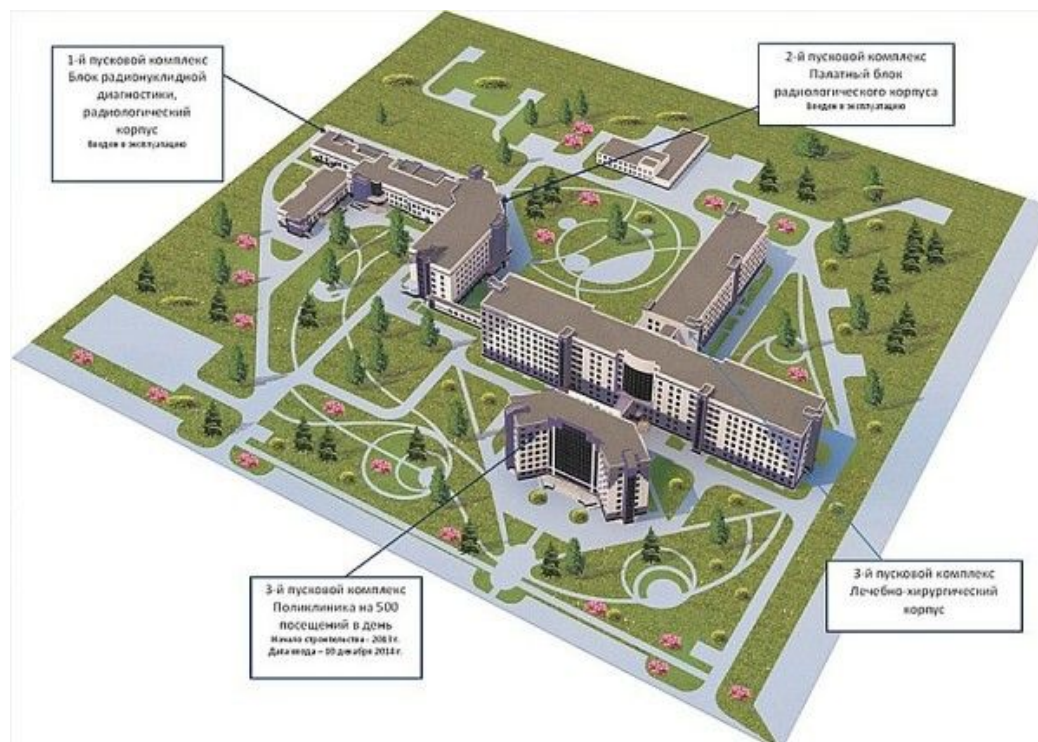 1-й пусковой комплекс
Блок радионуклидной
диагностики,
радиологический
корпус
Введен в эксплуатацию
2-й пусковой комплекс
Палатный блок
радиологического корпуса
Введен в эксплуатацию
3-й пусковой комплекс
Поликлиника на 500
посещений в день
Начало строительства - 2013 г.
Дата ввода – 10 декабря 2014 г.
3-й пусковой комплекс
Лечебно-хирургический
корпус